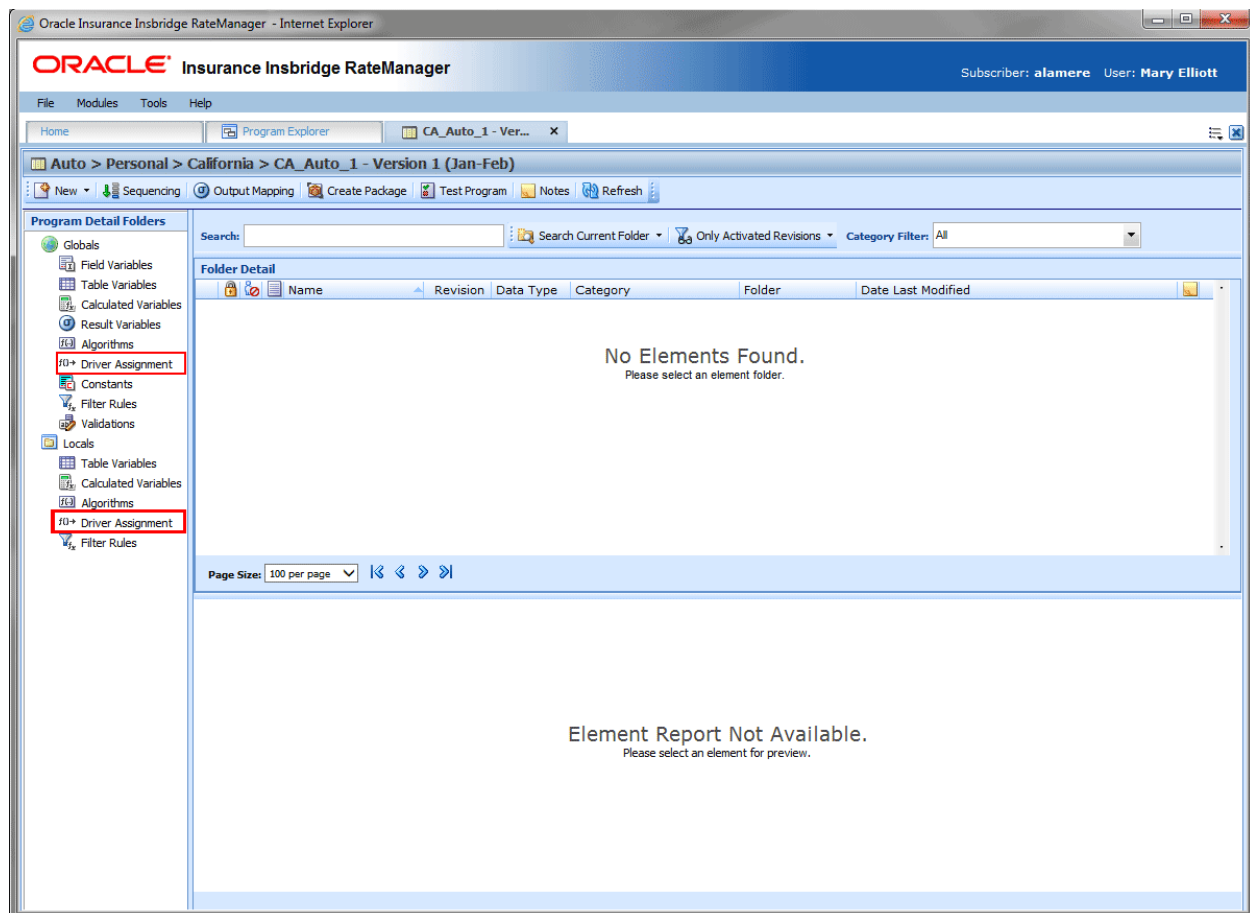 Oracle Insurance Insbridge RateManager - Internet Explorer
ORACLE Insurance Insbridge RateManager
Subscriber: alamere User: Mary Elliott
File Modules Tools Help
Home Program Explorer CA_Auto_1 - Ver...
Auto > Personal > California > CA_Auto_1 - Version 1 (Jan-Feb)
New Sequencing Output Mapping Create Package Test Program Notes Refresh
Program Detail Folders
Globals
Field Variables
Table Variables
Calculated Variables
Result Variables
Algorithms
Driver Assignment
Constants
Filter Rules
Validations
Locals
Table Variables
Calculated Variables
Algorithms
Driver Assignment
Filter Rules
Search: Search Current Folder Only Activated Revisions Category Filter: All
Folder Detail
Name Revision Data Type Category Folder Date Last Modified
No Elements Found.
Please select an element folder.
Page Size: 100 per page
Element Report Not Available.
Please select an element for preview.